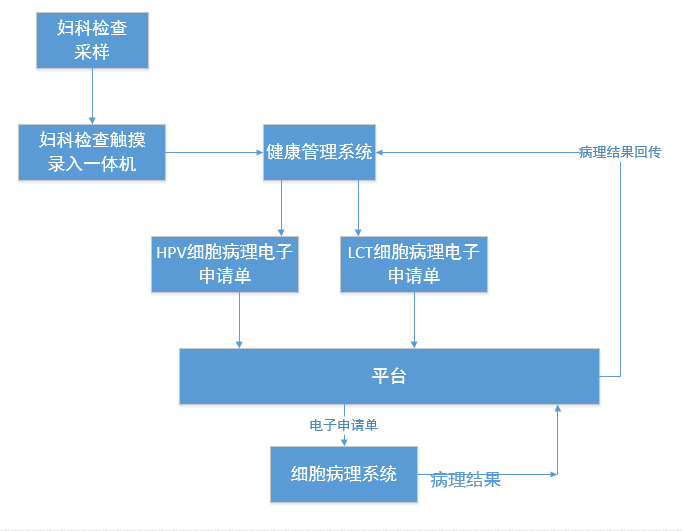 妇科检查
采样
妇科检查触摸
录入一体机
健康管理系统
病理结果回传
HPV细胞病理电子
申请单
LCT细胞病理电子
申请单
平台
电子申请单
细胞病理系统
病理结果